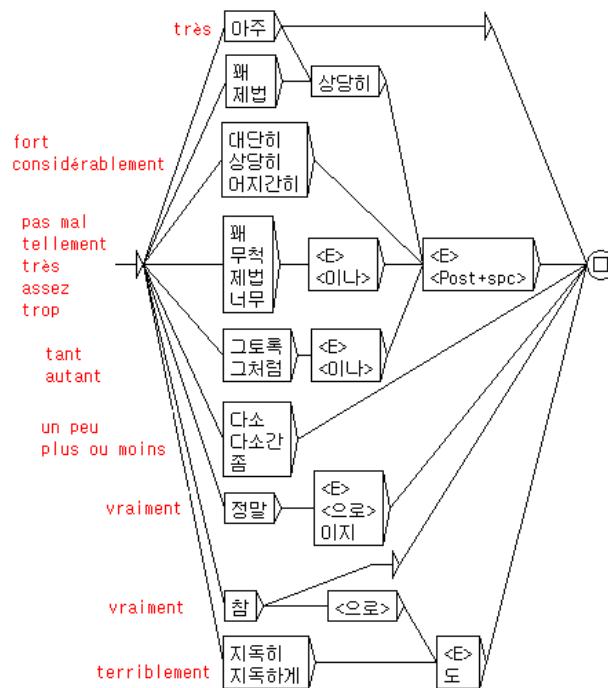 très
아주
꽤
제법
상당히
fort
considérablement
대단히
상당히
어지간히
pas mal
tellement
très
assez
trop
꽤
무척
제법
너무
<E>
<이나>
<E>
<Post+spc>
tant
autant
그토록
그처럼
<E>
<이나>
un peu
plus ou moins
다소
다소간
좀
vraiment
정말
<E>
<으로>
이지
vraiment
참
<으로>
terriblement
지독히
지독하게
<E>
도